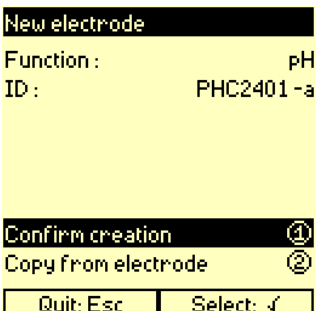 New electrode
Function : pH
ID : PHC2401-a
Confirm creation ①
Copy from electrode ②
Quit: Esc Select: √